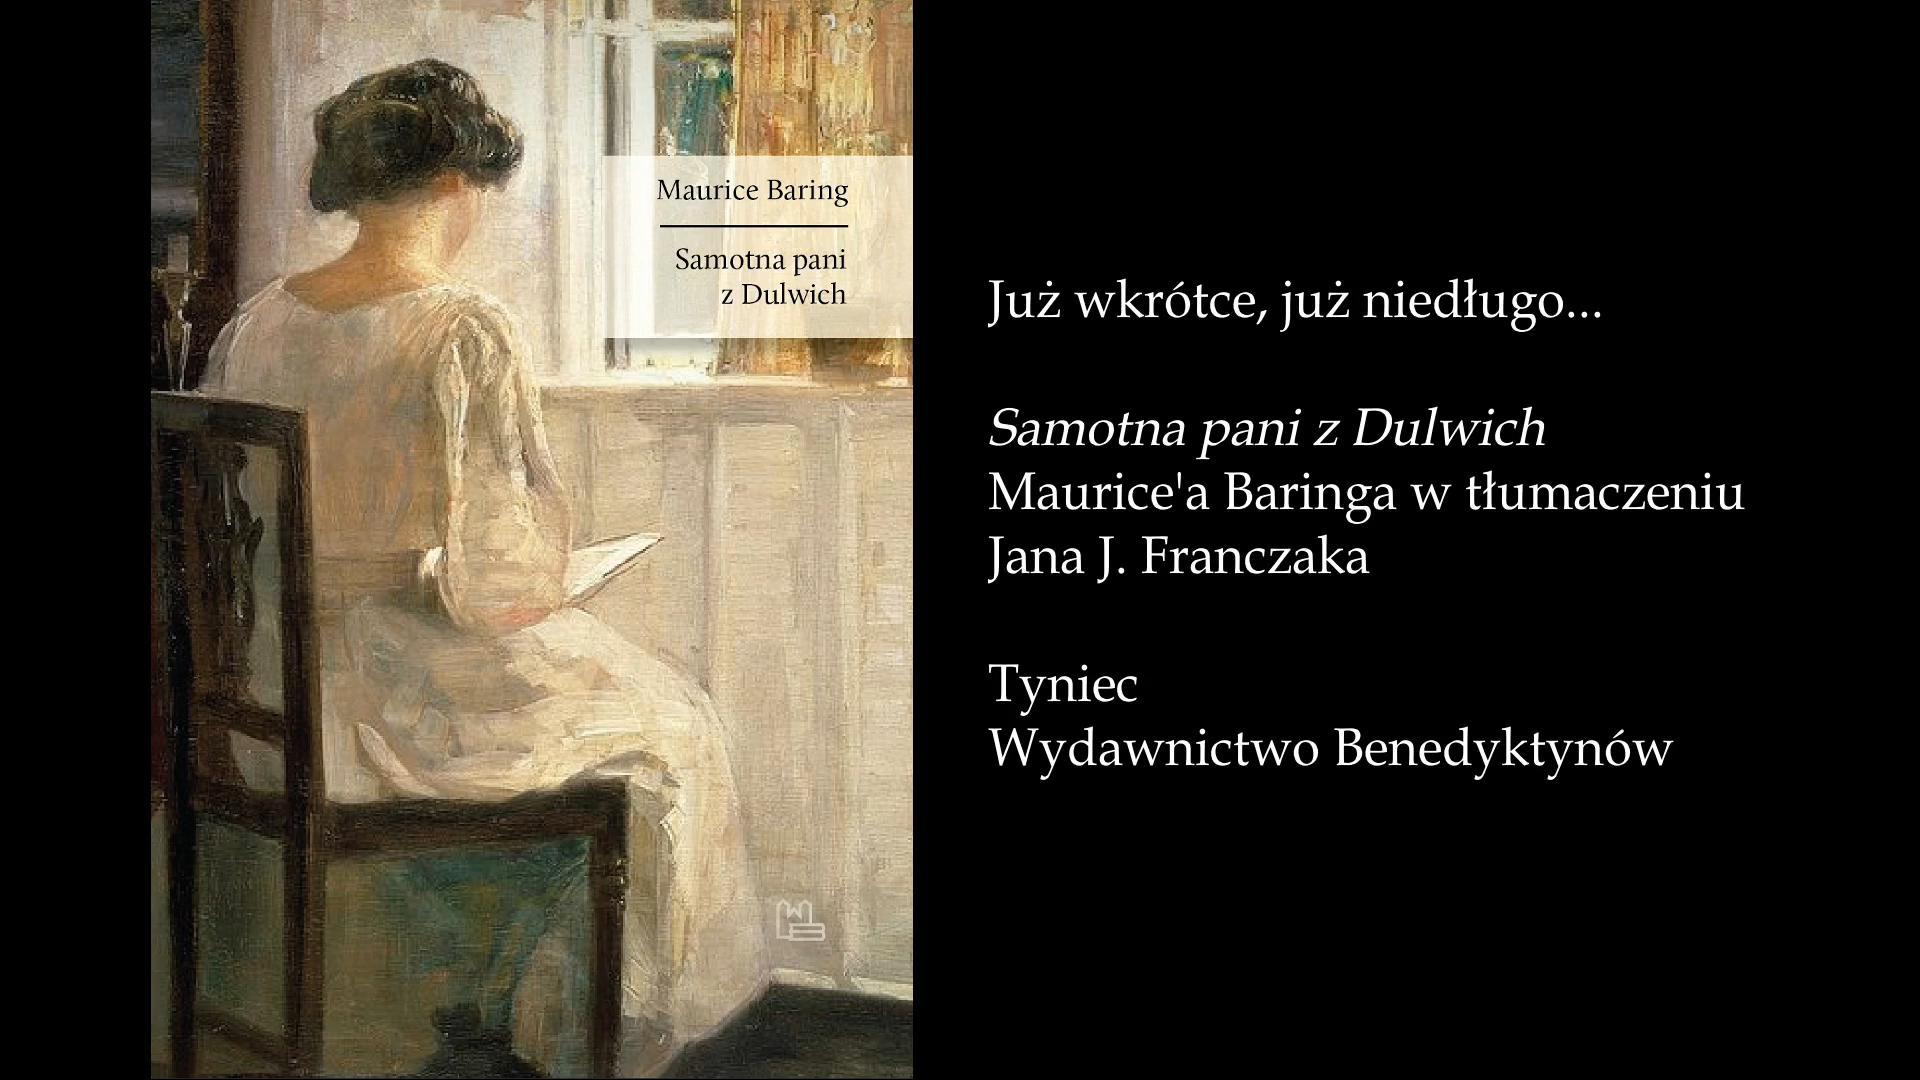 Maurice Baring
Samotna pani
z Dulwich
Już wkrótce, już niedługo...
Samotna pani z Dulwich
Maurice'a Baringa w tłumaczeniu
Jana J. Franczaka
Tyniec
Wydawnictwo Benedyktynów